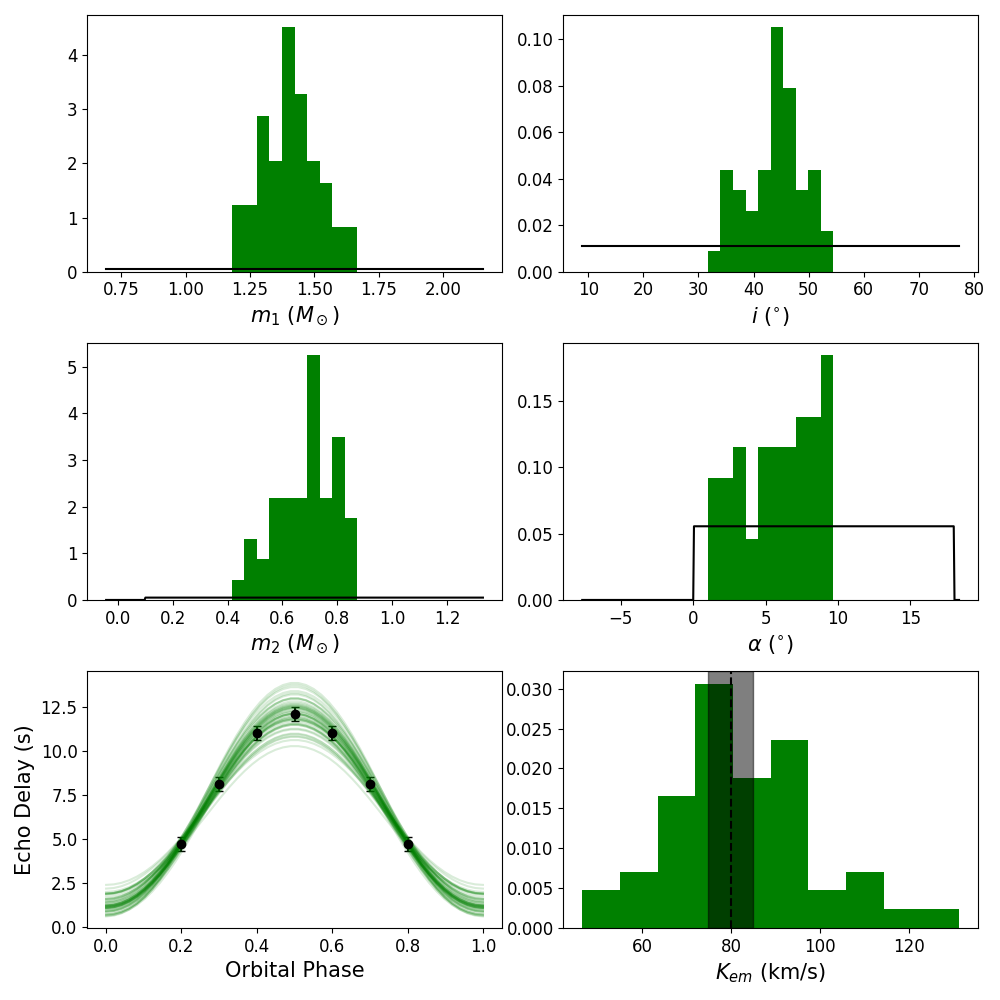 4
3
2
1
0
0.75 1.00 1.25 1.50 1.75 2.00
m₁ (M⊙)
0.10
0.08
0.06
0.04
0.02
0.00
10 20 30 40 50 60 70 80
i (°)
5
4
3
2
1
0
0.0 0.2 0.4 0.6 0.8 1.0 1.2
m₂ (M⊙)
0.15
0.10
0.05
0.00
−5 0 5 10 15
α (°)
Echo Delay (s)
12.5
10.0
7.5
5.0
2.5
0.0
0.0 0.2 0.4 0.6 0.8 1.0
Orbital Phase
0.030
0.025
0.020
0.015
0.010
0.005
0.000
60 80 100 120
Kₑₘ (km/s)